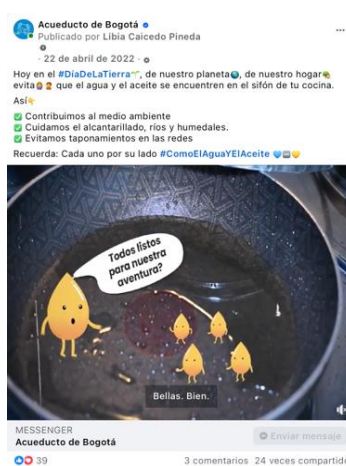 Acueducto de Bogotá
Publicado por Libia Caicedo Pineda
· 22 de abril de 2022 ·
Hoy en el #DíaDeLaTierra🌱, de nuestro planeta🌎, de nuestro hogar🏡
evita🙅‍♀️🙅‍♂️ que el agua y el aceite se encuentren en el sifón de tu cocina.
Así👇
✅ Contribuimos al medio ambiente
✅ Cuidamos el alcantarillado, ríos y humedales.
✅ Evitamos taponamientos en las redes
Recuerda: Cada uno por su lado #ComoElAguaYElAceite
Todos listos
para nuestra
aventura?
Bellas. Bien.
MESSENGER
Acueducto de Bogotá
Enviar mensaje
39
3 comentarios 24 veces compartido